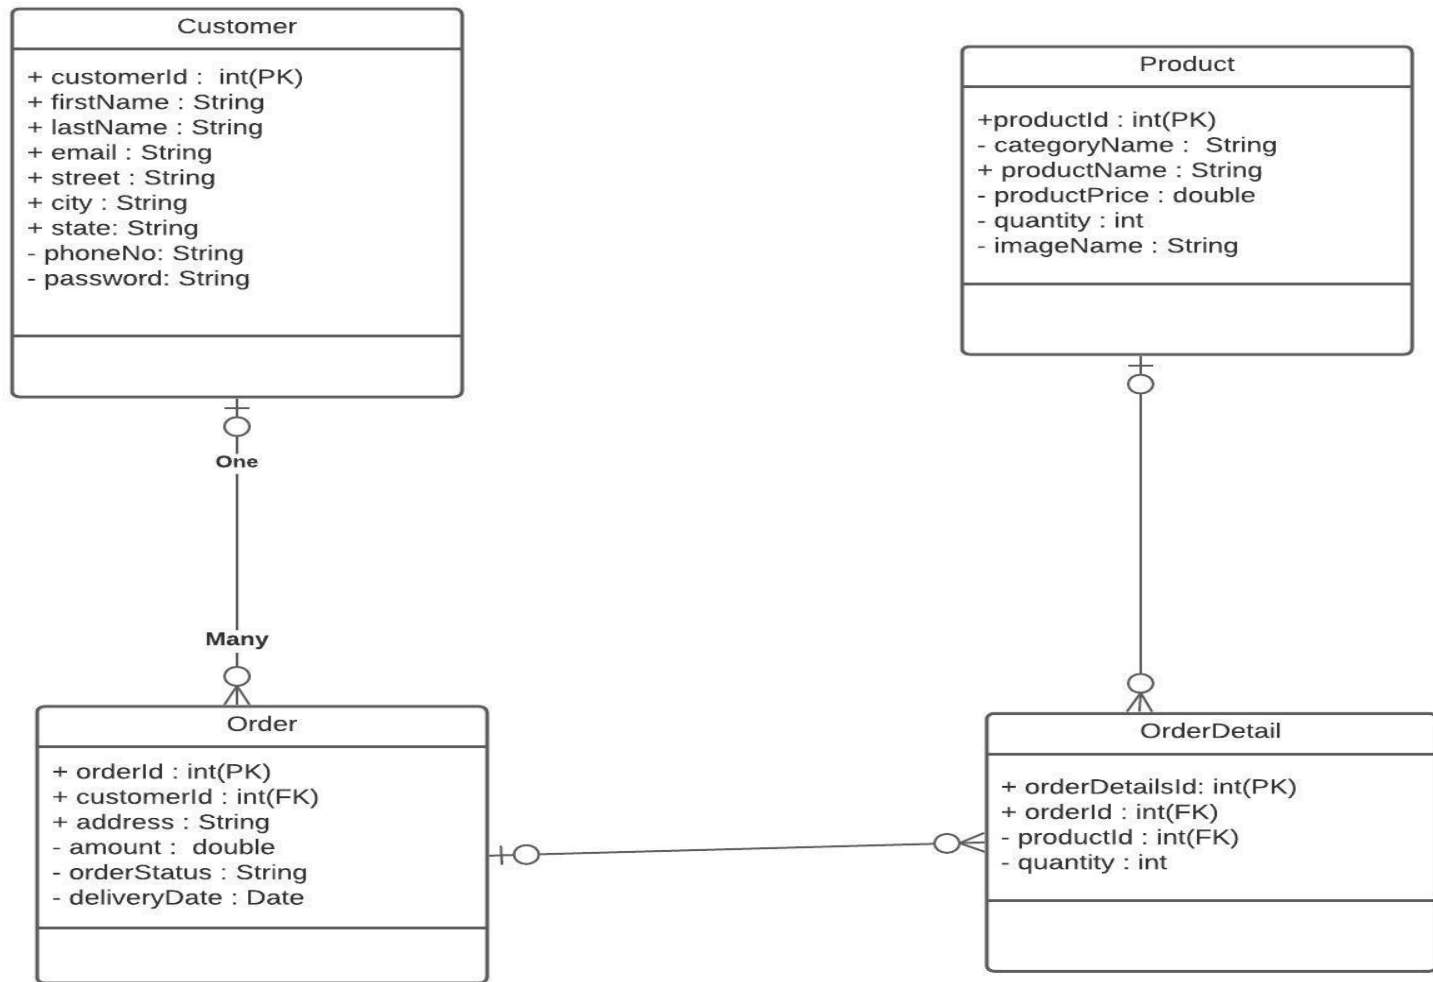 Customer
+ customerId :  int(PK)
+ firstName : String
+ lastName : String
+ email : String
+ street : String
+ city : String
+ state: String
- phoneNo: String
- password: String
Product
+productId : int(PK)
- categoryName :  String
+ productName : String
- productPrice : double
- quantity : int
- imageName : String
One
Many
Order
+ orderId : int(PK)
+ customerId : int(FK)
+ address : String
- amount :  double
- orderStatus : String
- deliveryDate : Date
OrderDetail
+ orderDetailsId: int(PK)
+ orderId : int(FK)
- productId : int(FK)
- quantity : int